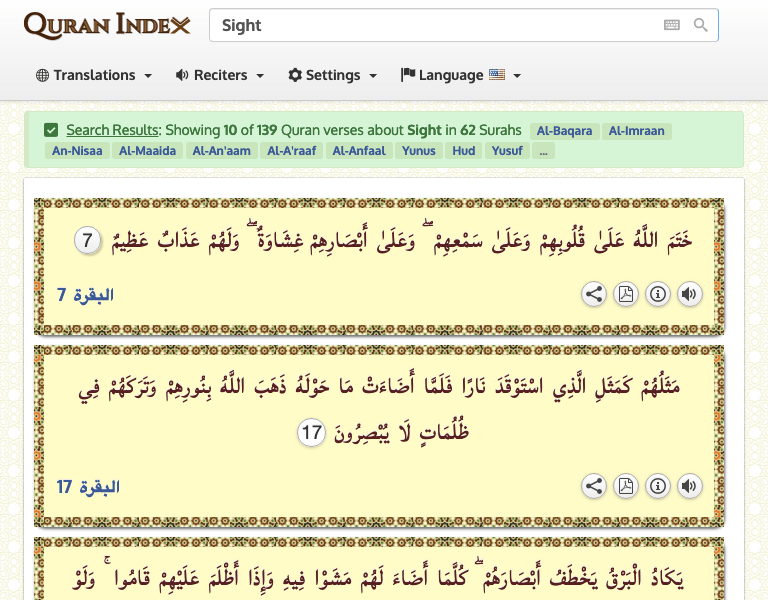 QURAN INDEX
Sight
Translations
Reciters
Settings
Language
Search Results: Showing 10 of 139 Quran verses about Sight in 62 Surahs Al-Baqara Al-Imraan
An-Nisaa Al-Maaida Al-An'aam Al-A'raaf Al-Anfaal Yunus Hud Yusuf ...
خَتَمَ اللَّهُ عَلَىٰ قُلُوبِهِمْ وَعَلَىٰ سَمْعِهِمْ ۖ وَعَلَىٰ أَبْصَارِهِمْ غِشَاوَةٌ ۖ وَلَهُمْ عَذَابٌ عَظِيمٌ 7
البقرة 7
مَثَلُهُمْ كَمَثَلِ الَّذِي اسْتَوْقَدَ نَارًا فَلَمَّا أَضَاءَتْ مَا حَوْلَهُ ذَهَبَ اللَّهُ بِنُورِهِمْ وَتَرَكَهُمْ فِي
ظُلُمَاتٍ لَا يُبْصِرُونَ 17
البقرة 17
يَكَادُ الْبَرْقُ يَخْطَفُ أَبْصَارَهُمْ ۖ كُلَّمَا أَضَاءَ لَهُمْ مَشَوْا فِيهِ وَإِذَا أَظْلَمَ عَلَيْهِمْ قَامُوا ۚ وَلَوْ